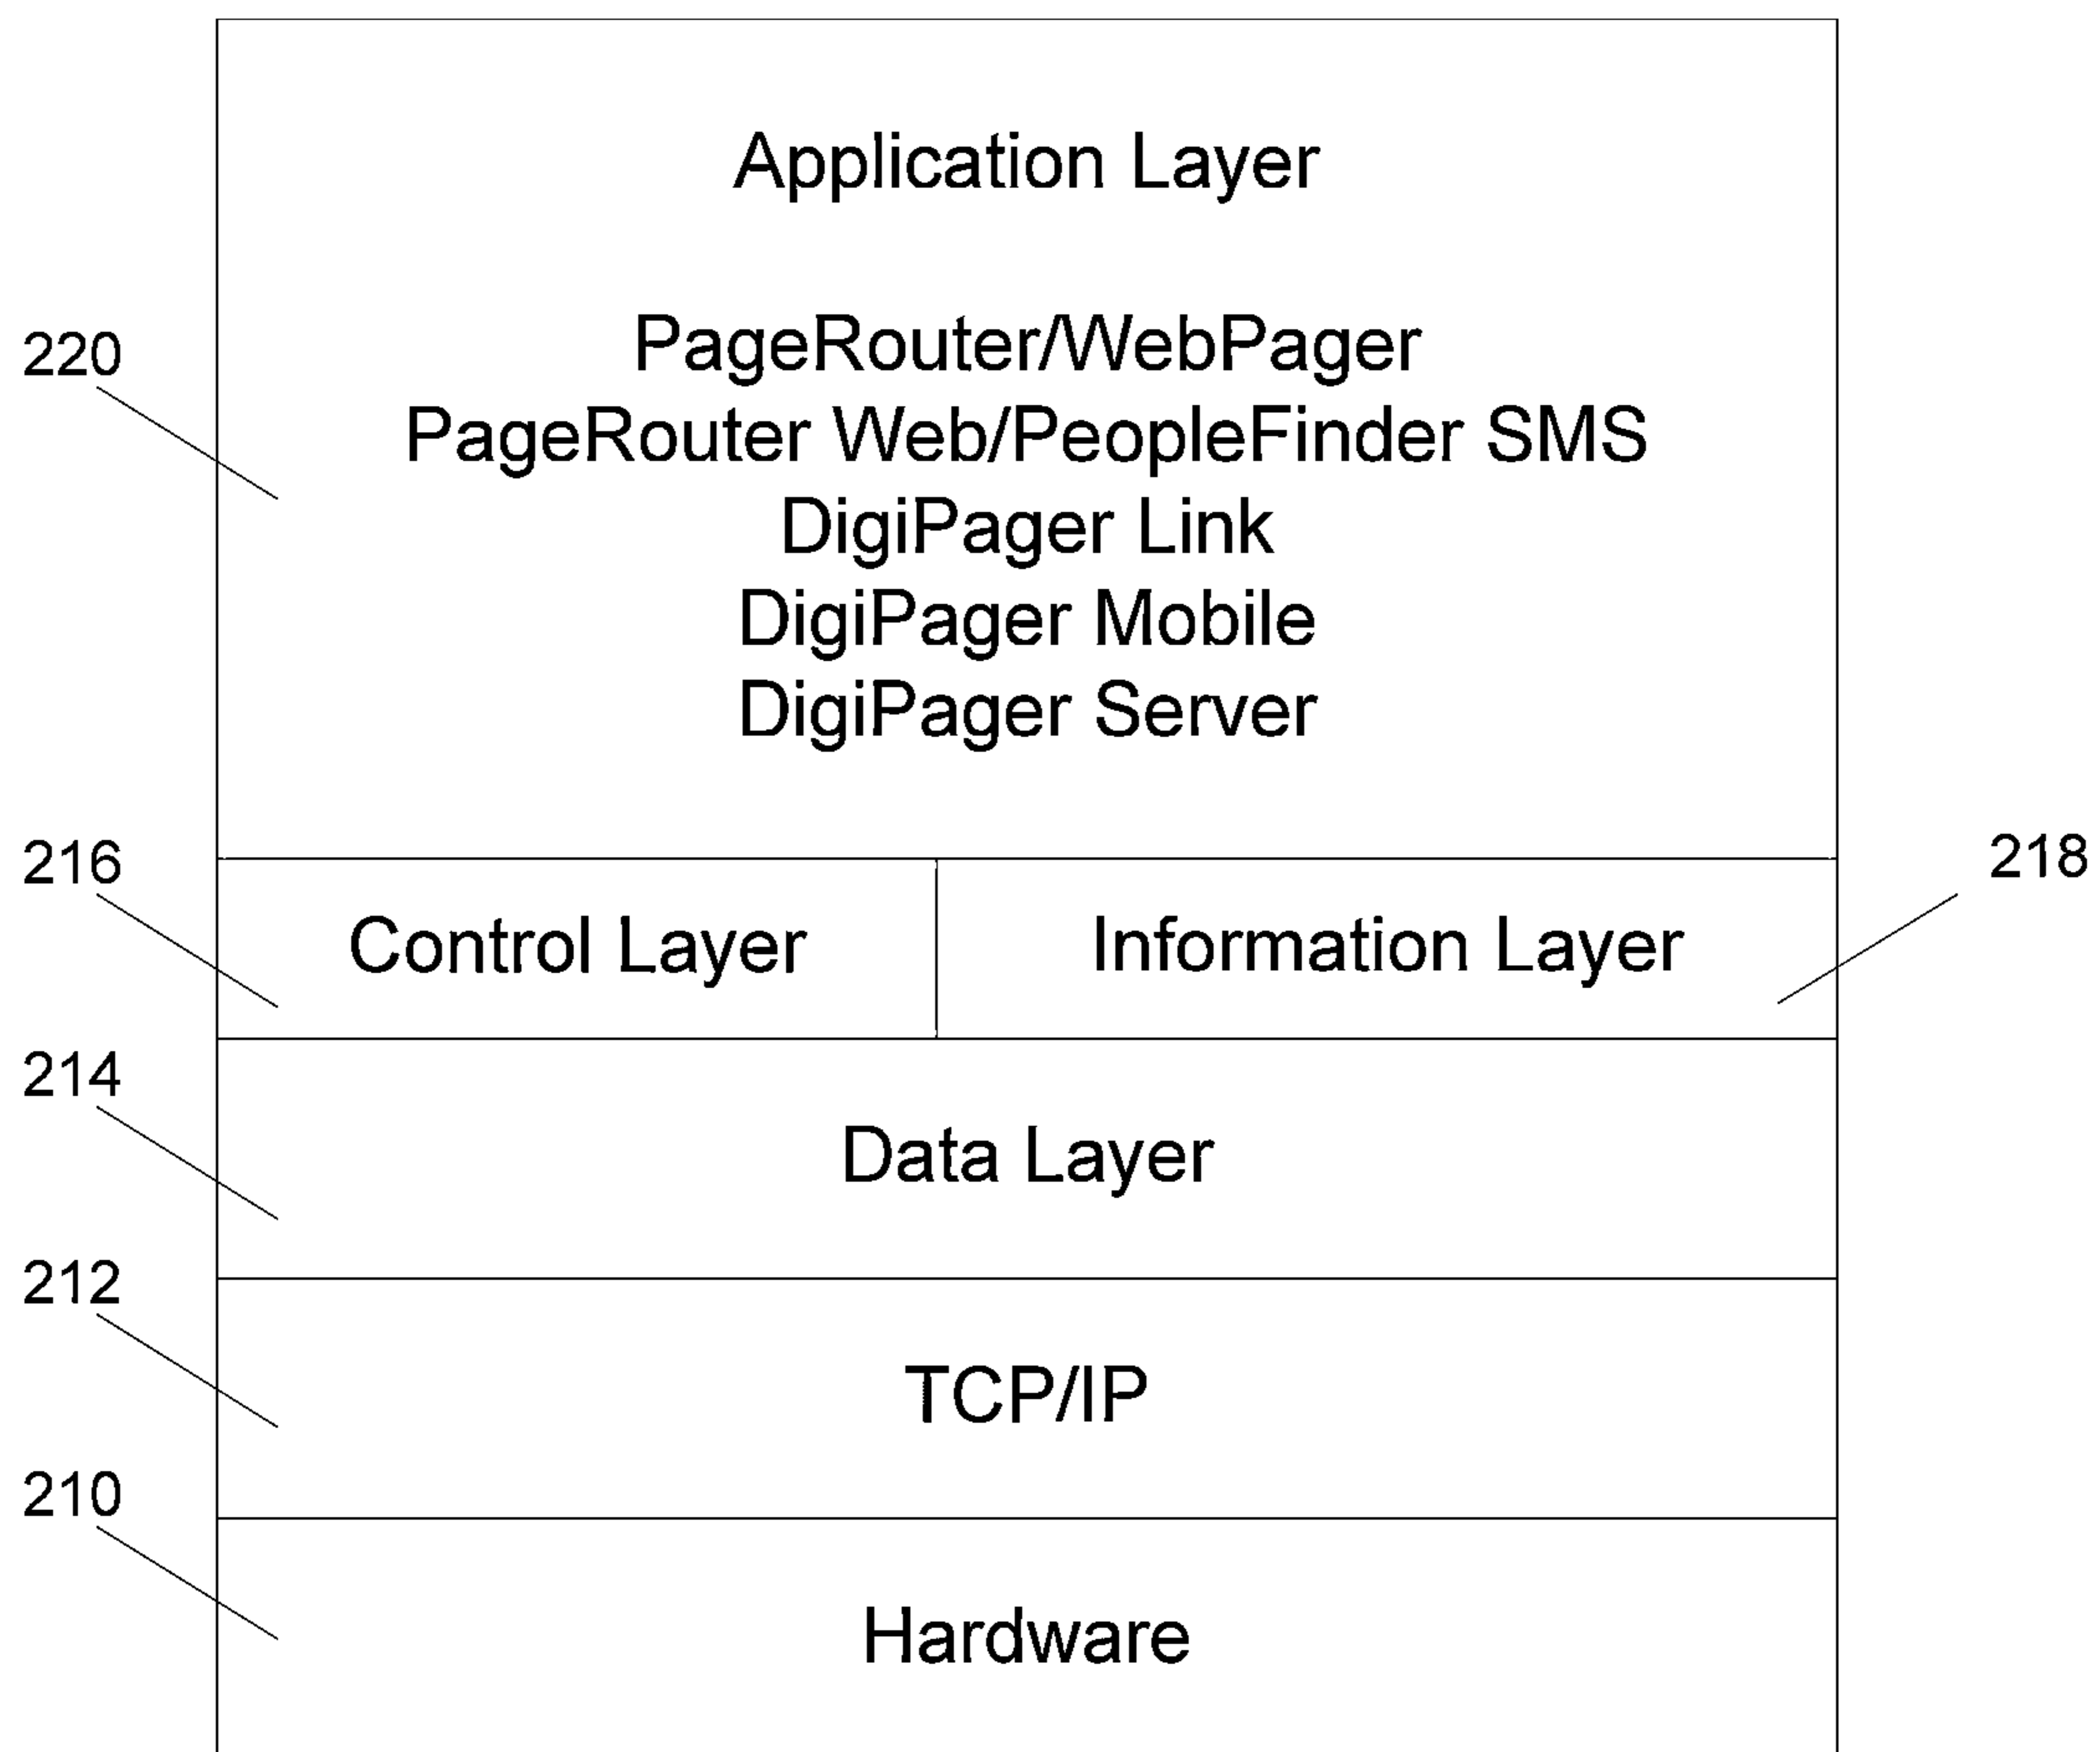 Application Layer
PageRouter/WebPager
220
PageRouter Web/PeopleFinder SMS
DigiPager Link
DigiPager Mobile
DigiPager Server
216
218
Control Layer
Information Layer
214
Data Layer
212
TCP/IP
210
Hardware